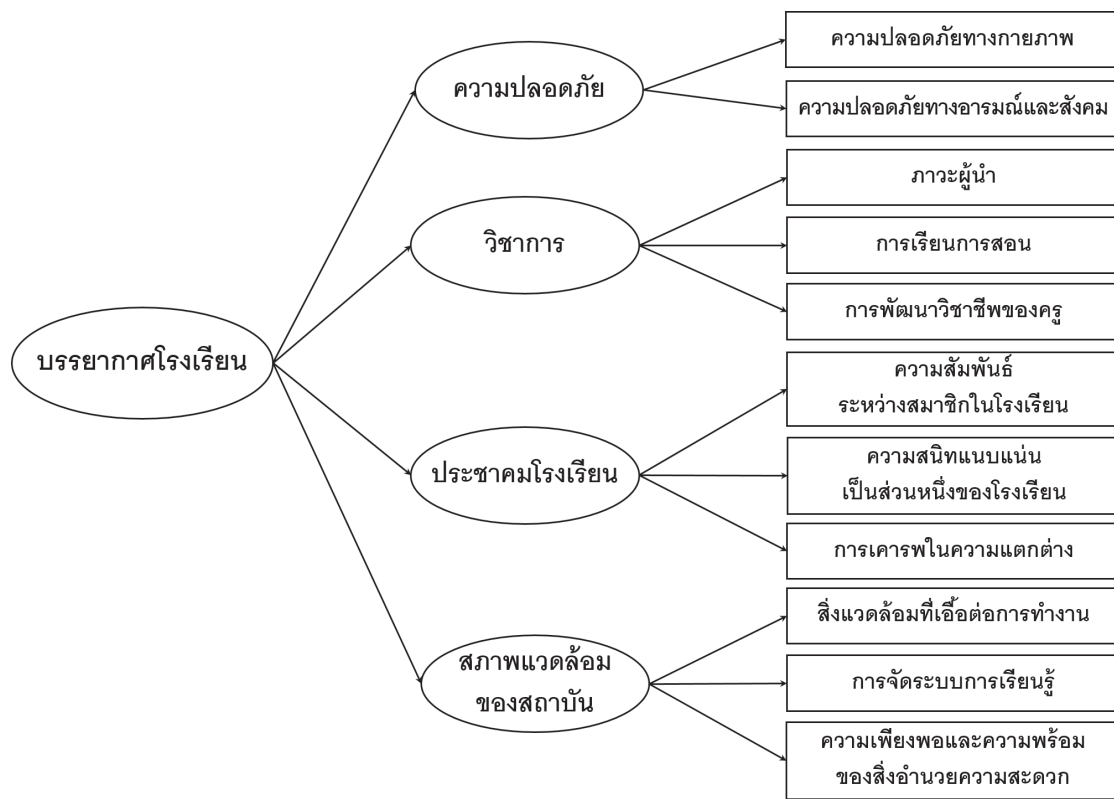 บรรยากาศโรงเรียน
ความปลอดภัย
ความปลอดภัยทางกายภาพ
ความปลอดภัยทางอารมณ์และสังคม
วิชาการ
ภาวะผู้นำ
การเรียนการสอน
การพัฒนาวิชาชีพของครู
ประชาคมโรงเรียน
ความสัมพันธ์
ระหว่างสมาชิกในโรงเรียน
ความสนิทแนบแน่น
เป็นส่วนหนึ่งของโรงเรียน
การเคารพในความแตกต่าง
สภาพแวดล้อม
ของสถาบัน
สิ่งแวดล้อมที่เอื้อต่อการทำงาน
การจัดระบบการเรียนรู้
ความเพียงพอและความพร้อม
ของสิ่งอำนวยความสะดวก